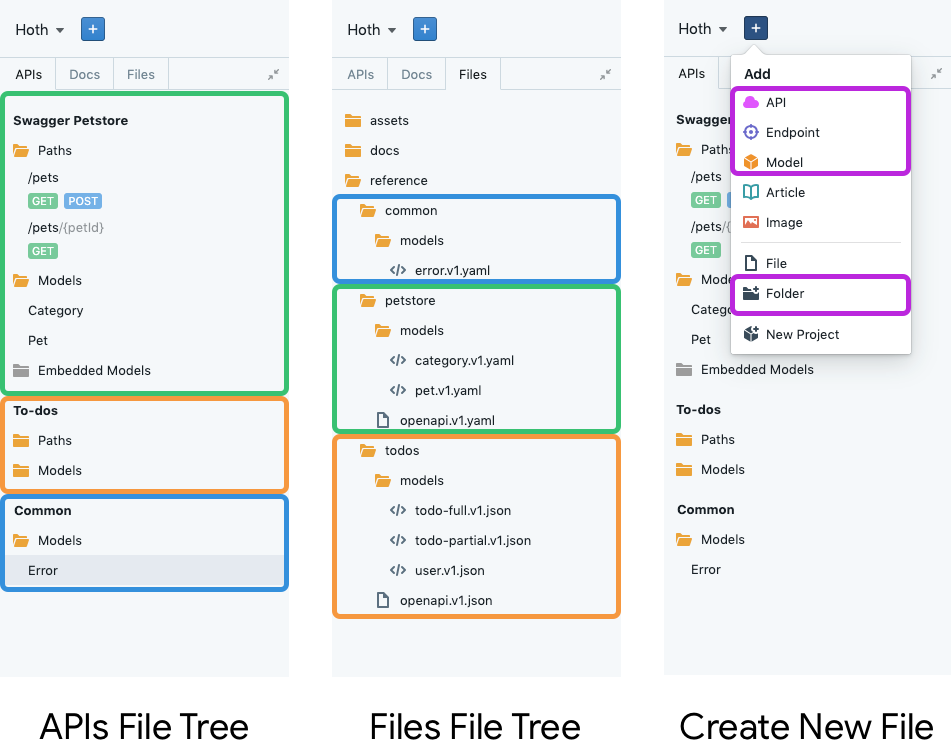 Hoth
APIs Docs Files
Swagger Petstore
Paths
/pets
GET POST
/pets/{petId}
GET
Models
Category
Pet
Embedded Models
To-dos
Paths
Models
Common
Models
Error
APIs File Tree
Hoth
APIs Docs Files
assets
docs
reference
common
models
error.v1.yaml
petstore
models
category.v1.yaml
pet.v1.yaml
openapi.v1.yaml
todos
models
todo-full.v1.json
todo-partial.v1.json
user.v1.json
openapi.v1.json
Files File Tree
Hoth
APIs
Add
API
Endpoint
Model
Article
Image
File
Folder
New Project
Swagger
Paths
/pets
GET
/pets/{
GET
Mode
Catego
Pet
Embedded Models
To-dos
Paths
Models
Common
Models
Error
Create New File